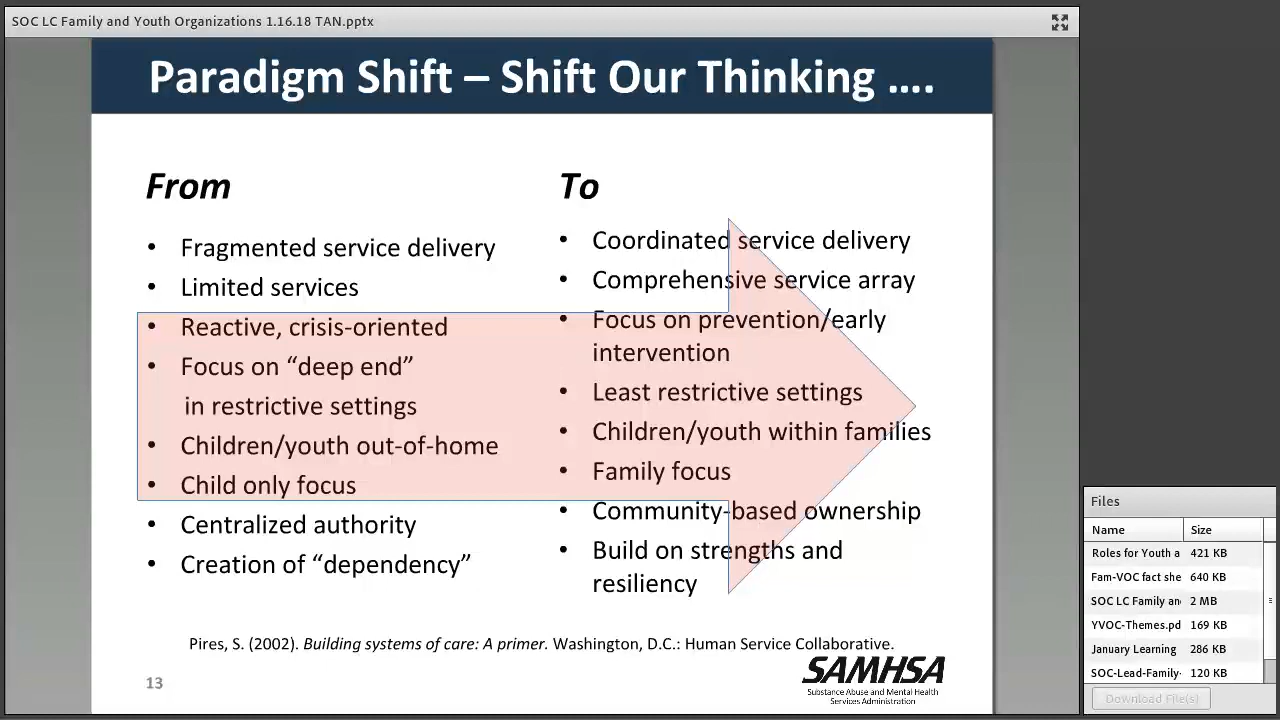 SOC LC Family and Youth Organizations 1.16.18 TAN.pptx
Paradigm Shift – Shift Our Thinking ….
From
• Fragmented service delivery
• Limited services
• Reactive, crisis-oriented
• Focus on “deep end”
in restrictive settings
• Children/youth out-of-home
• Child only focus
• Centralized authority
• Creation of “dependency”
To
• Coordinated service delivery
• Comprehensive service array
• Focus on prevention/early
intervention
• Least restrictive settings
• Children/youth within families
• Family focus
• Community-based ownership
• Build on strengths and
resiliency
Pires, S. (2002). Building systems of care: A primer. Washington, D.C.: Human Service Collaborative.
13
SAMHSA
Substance Abuse and Mental Health
Services Administration
Files
Name Size
Roles for Youth a 421 KB
Fam-VOC fact she 640 KB
SOC LC Family an 2 MB
YVOC-Themes.pd 169 KB
January Learning 286 KB
SOC-Lead-Family- 120 KB
Download File(s)